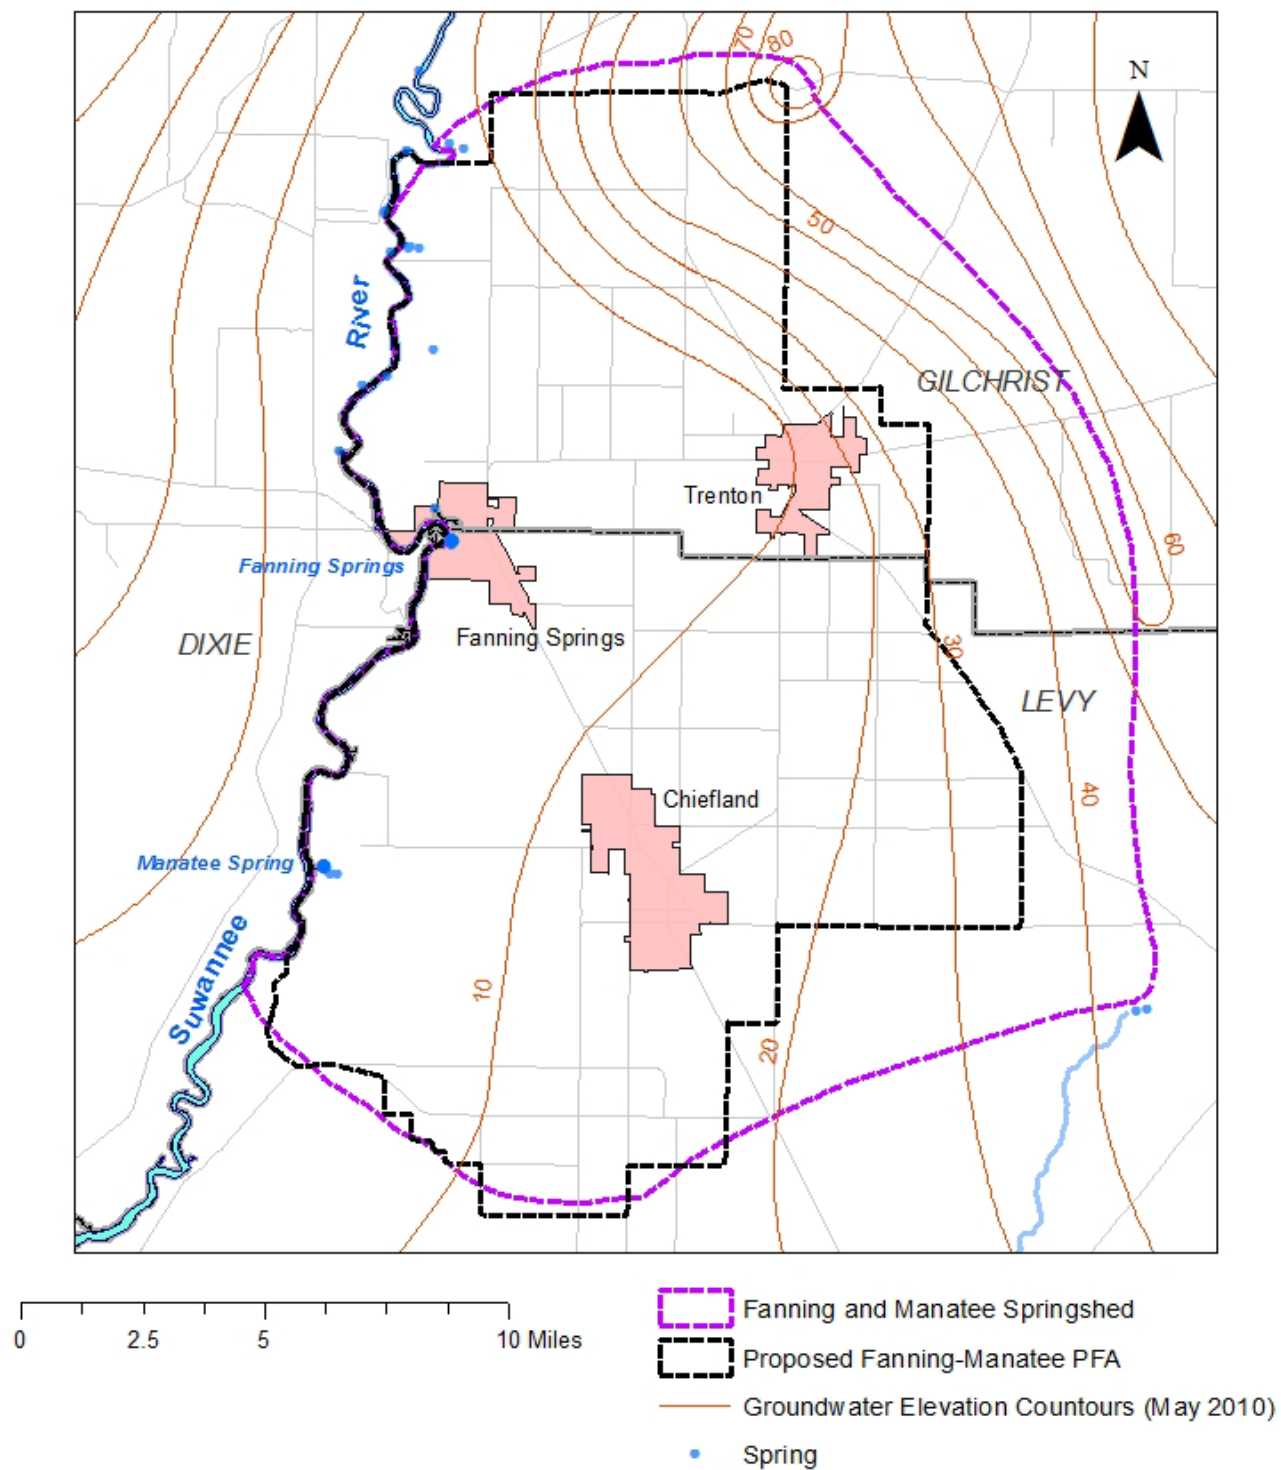 70
80
N
50
River
GILCHRIST
Trenton
60
Fanning Springs
Fanning Springs
DIXIE
30
LEVY
Chiefland
40
Manatee Spring
Suwannee
10
20
0 2.5 5 10 Miles
Fanning and Manatee Springshed
Proposed Fanning-Manatee PFA
Groundwater Elevation Countours (May 2010)
Spring